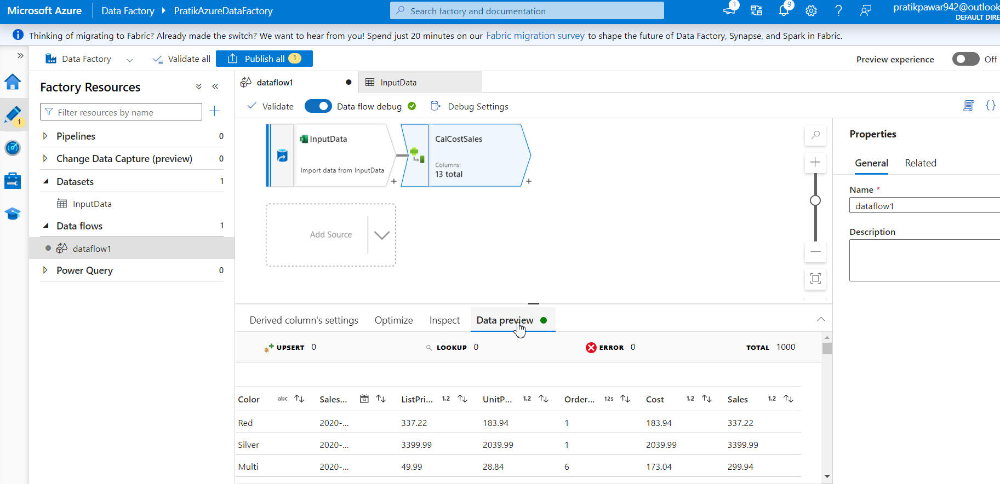 Microsoft Azure Data Factory PratikAzureDataFactory Search factory and documentation 1 9 pratikpawar942@outlook
DEFAULT DIRE
Thinking of migrating to Fabric? Already made the switch? We want to hear from you! Spend just 20 minutes on our Fabric migration survey to shape the future of Data Factory, Synapse, and Spark in Fabric.
Data Factory Validate all Publish all 1 Preview experience Off
Factory Resources
Filter resources by name
1
Pipelines 0
Change Data Capture (preview) 0
Datasets 1
InputData
Data flows 1
dataflow1
Power Query 0
dataflow1 InputData
Validate Data flow debug Debug Settings
InputData
Import data from InputData
CalCostSales
Columns:
13 total
Add Source
Properties
General Related
Name *
dataflow1
Description
Derived column's settings Optimize Inspect Data preview
UPSERT 0 LOOKUP 0 ERROR 0 TOTAL 1000
Color abc Sales... 12 ListPri... 1.2 UnitP... 1.2 Order... 12s Cost 1.2 Sales 1.2
Red 2020-... 337.22 183.94 1 183.94 337.22
Silver 2020-... 3399.99 2039.99 1 2039.99 3399.99
Multi 2020-... 49.99 28.84 6 173.04 299.94